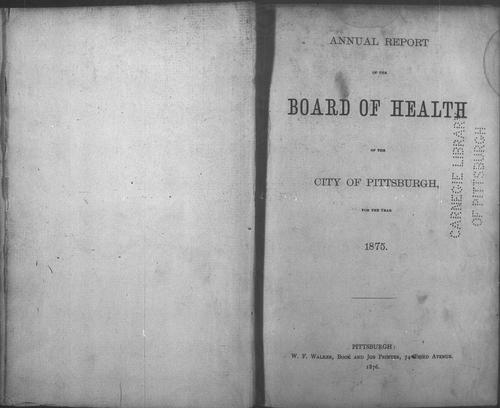 ANNUAL REPORT
OF THE
BOARD OF HEALTH
OF THE
CITY OF PITTSBURGH,
FOR THE YEAR
1875.
PITTSBURGH:
W. F. WALKER, BOOK AND JOB PRINTER, 74 THIRD AVENUE.
1876.
CARNEGIE LIBRARY
OF PITTSBURGH